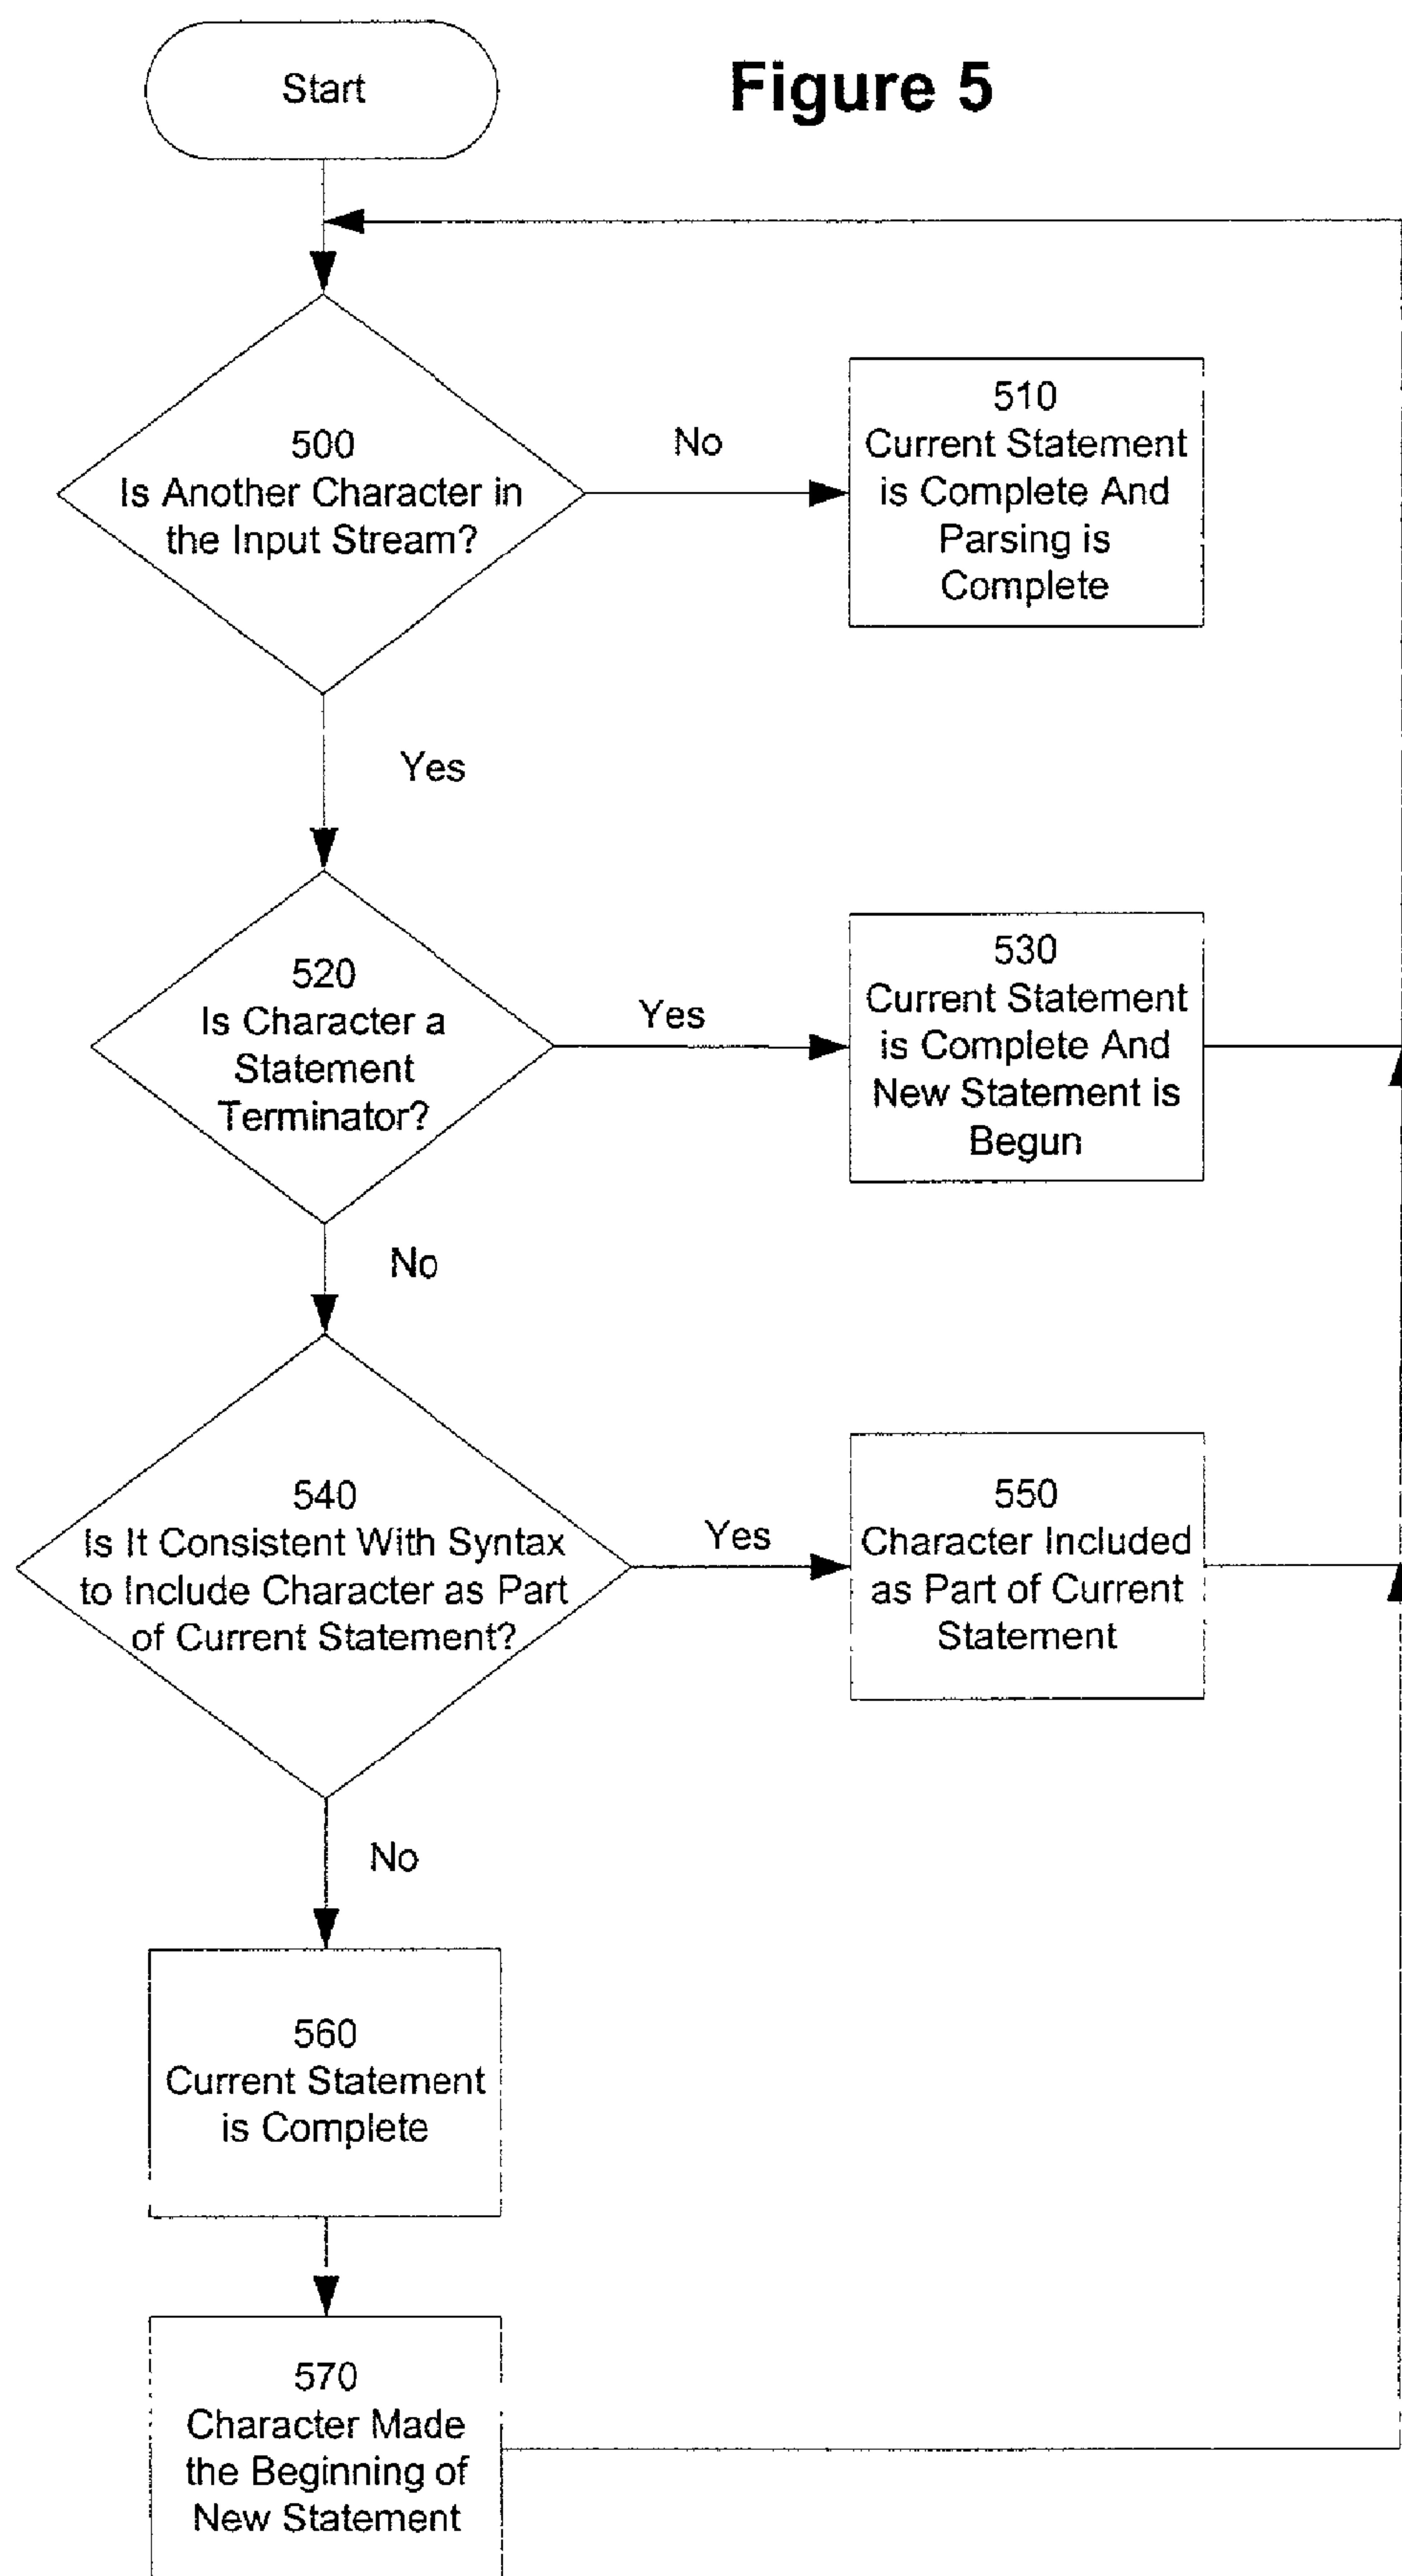 Start
Figure 5
500
Is Another Character in
the Input Stream?
No
510
Current Statement
is Complete And
Parsing is
Complete
Yes
520
Is Character a
Statement
Terminator?
Yes
530
Current Statement
is Complete And
New Statement is
Begun
No
540
Is It Consistent With Syntax
to Include Character as Part
of Current Statement?
Yes
550
Character Included
as Part of Current
Statement
No
560
Current Statement
is Complete
570
Character Made
the Beginning of
New Statement